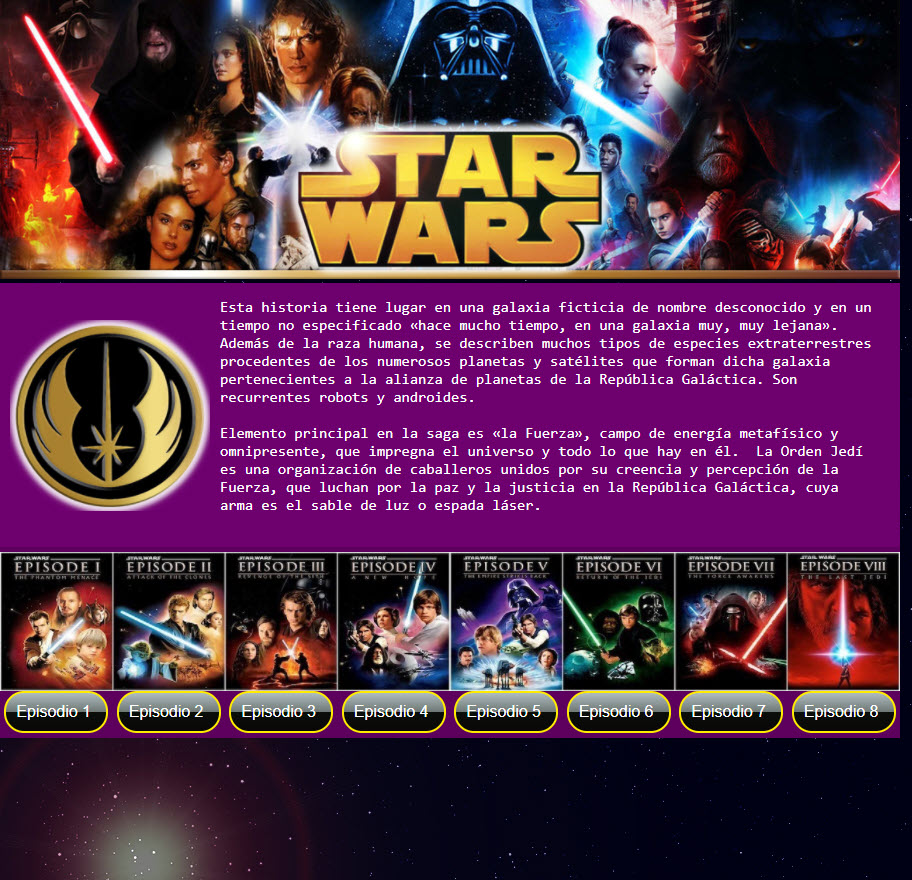 STAR
WARS
Esta historia tiene lugar en una galaxia ficticia de nombre desconocido y en un
tiempo no especificado «hace mucho tiempo, en una galaxia muy, muy lejana».
Además de la raza humana, se describen muchos tipos de especies extraterrestres
procedentes de los numerosos planetas y satélites que forman dicha galaxia
pertenecientes a la alianza de planetas de la República Galáctica. Son
recurrentes robots y androides.
Elemento principal en la saga es «la Fuerza», campo de energía metafísico y
omnipresente, que impregna el universo y todo lo que hay en él. La Orden Jedí
es una organización de caballeros unidos por su creencia y percepción de la
Fuerza, que luchan por la paz y la justicia en la República Galáctica, cuya
arma es el sable de luz o espada láser.
STAR WARS
EPISODE I
THE PHANTOM MENACE
STAR WARS
EPISODE II
ATTACK OF THE CLONES
STAR WARS
EPISODE III
REVENGE OF THE SITH
STAR WARS
EPISODE IV
A NEW HOPE
STAR WARS
EPISODE V
THE EMPIRE STRIKES BACK
STAR WARS
EPISODE VI
RETURN OF THE JEDI
STAR WARS
EPISODE VII
THE FORCE AWAKENS
STAR WARS
EPISODE VIII
THE LAST JEDI
Episodio 1
Episodio 2
Episodio 3
Episodio 4
Episodio 5
Episodio 6
Episodio 7
Episodio 8